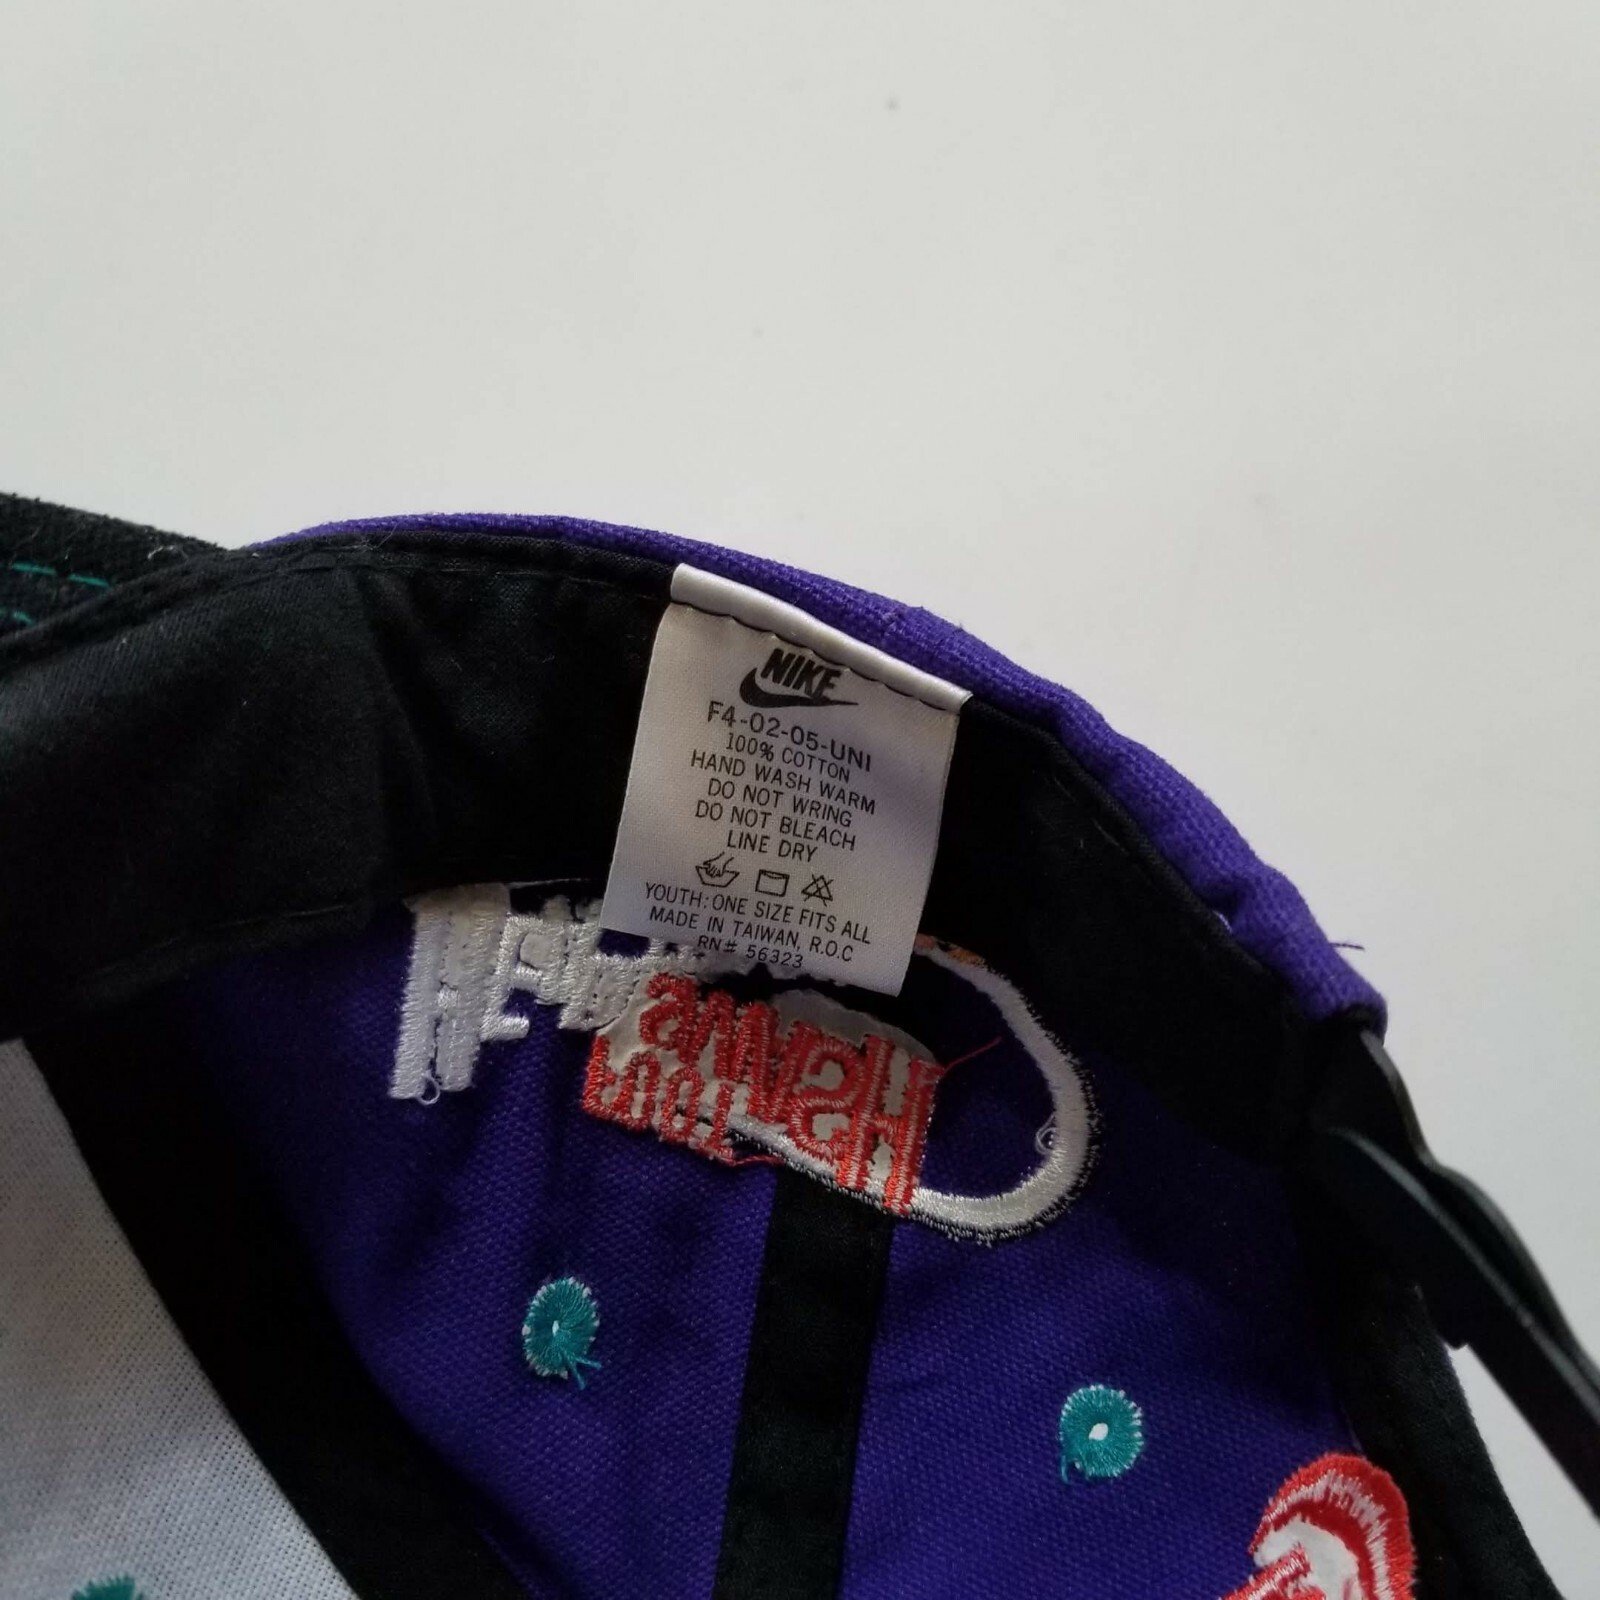 NIKE
F4-02-05-UNI
100% COTTON
HAND WASH WARM
DO NOT WRING
DO NOT BLEACH
LINE DRY
YOUTH: ONE SIZE FITS ALL
MADE IN TAIWAN, R.O.C
RN# 56323
TOUR